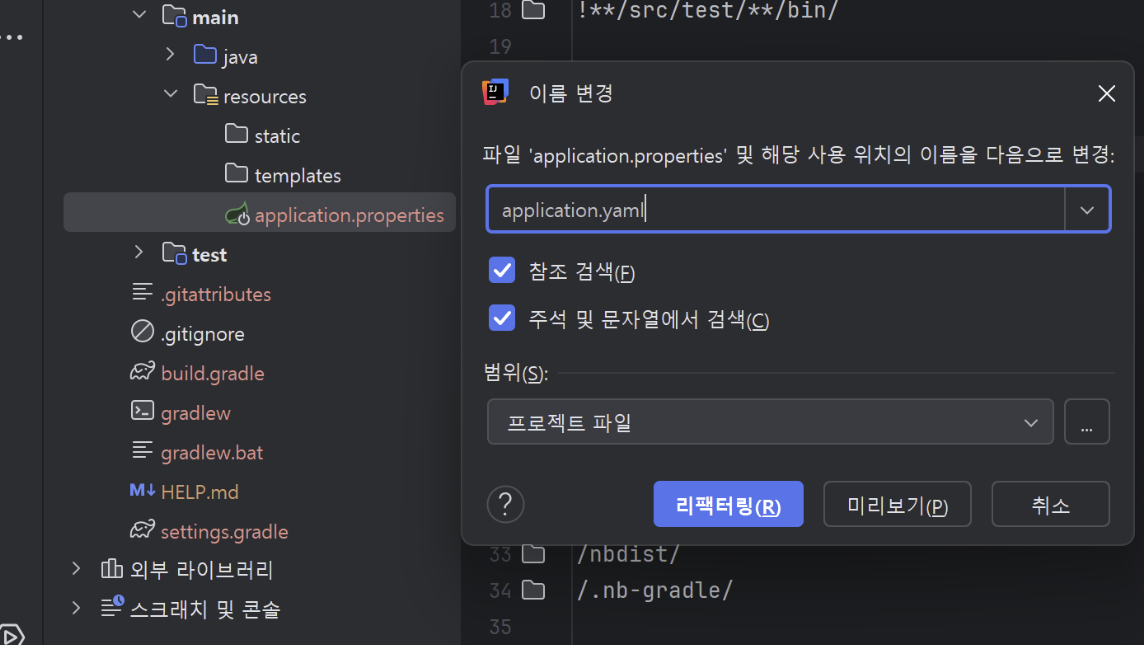 main
java
resources
static
templates
application.properties
test
.gitattributes
.gitignore
build.gradle
gradlew
gradlew.bat
HELP.md
settings.gradle
외부 라이브러리
스크래치 및 콘솔
18 !**/src/test/**/bin/
19
이름 변경
파일 'application.properties' 및 해당 사용 위치의 이름을 다음으로 변경:
application.yaml
참조 검색(F)
주석 및 문자열에서 검색(C)
범위(S):
프로젝트 파일
...
?
리팩터링(R)
미리보기(P)
취소
33 /nbdist/
34 /.nb-gradle/
35